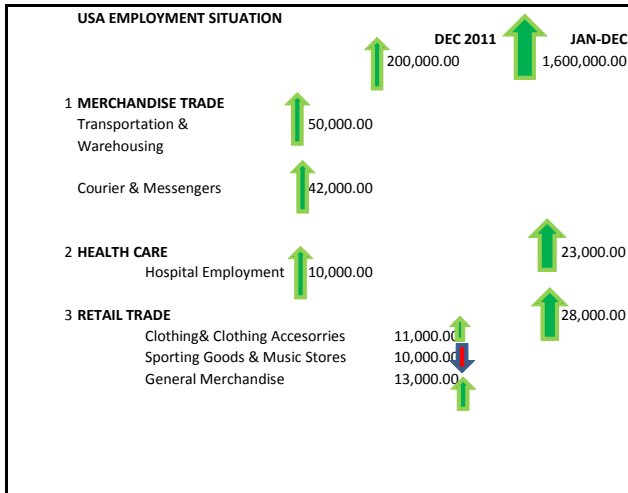 USA EMPLOYMENT SITUATION
DEC 2011 JAN-DEC
200,000.00 1,600,000.00
1 MERCHANDISE TRADE
Transportation & 50,000.00
Warehousing
Courier & Messengers 42,000.00
2 HEALTH CARE 23,000.00
Hospital Employment 10,000.00
3 RETAIL TRADE 28,000.00
Clothing& Clothing Accesorries 11,000.00
Sporting Goods & Music Stores 10,000.00
General Merchandise 13,000.00